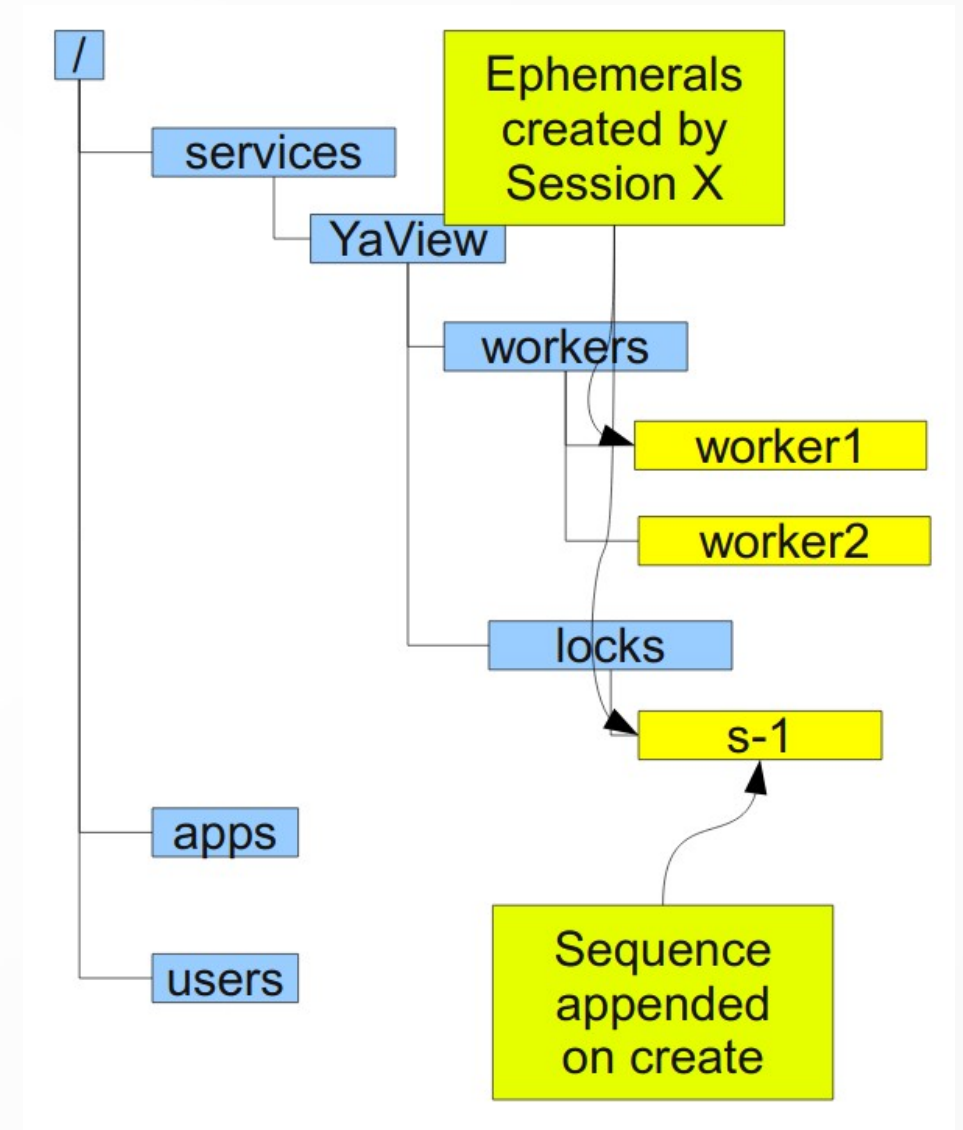 /
Ephemerals
created by
Session X
services
YaView
workers
worker1
worker2
locks
s-1
apps
users
Sequence
appended
on create